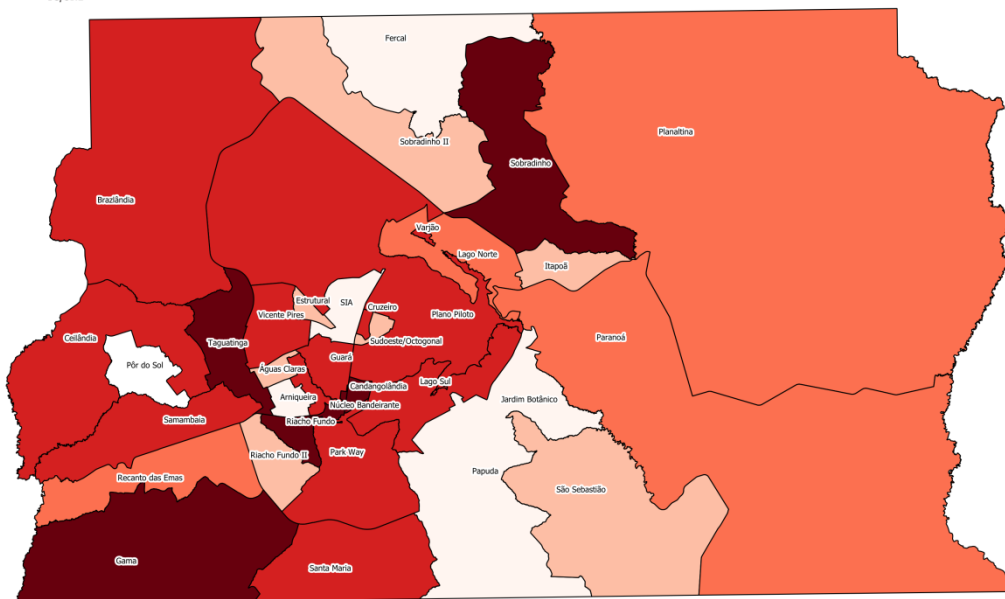 Fercal
Planaltina
Sobradinho II
Sobradinho
Brazlândia
Varjão
Lago Norte
Itapoã
Estrutural
SIA
Cruzeiro
Vicente Pires
Plano Piloto
Ceilândia
Taguatinga
Sudoeste/Octogonal
Paranoá
Guará
Pôr do Sol
Águas Claras
Lago Sul
Candangolândia
Arniqueira
Jardim Botânico
Núcleo Bandeirante
Samambaia
Riacho Fundo
Riacho Fundo II
Park Way
Papuda
Recanto das Emas
São Sebastião
Gama
Santa Maria